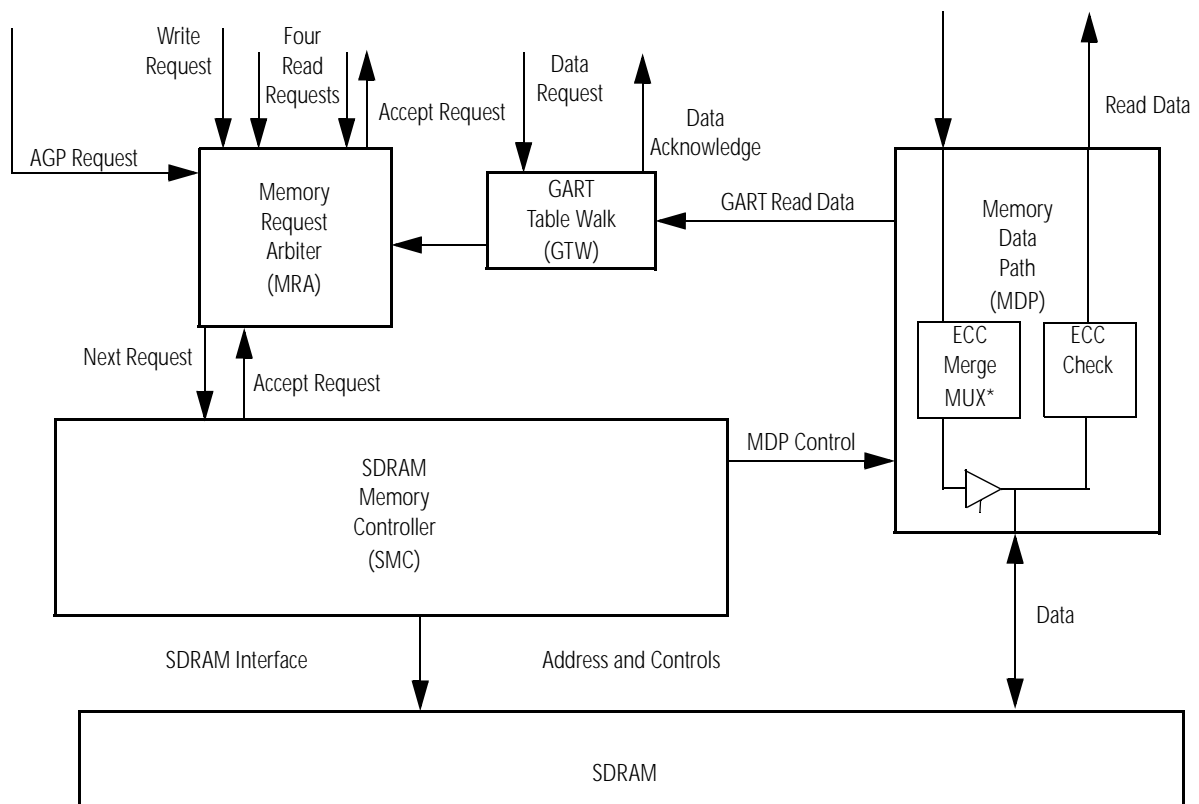 Write
Request
Four
Read
Requests
Accept Request
Data
Request
Data
Acknowledge
Read Data
AGP Request
Memory
Request
Arbiter
(MRA)
GART
Table Walk
(GTW)
GART Read Data
Memory
Data
Path
(MDP)
ECC
Merge
MUX*
ECC
Check
Next Request
Accept Request
SDRAM
Memory
Controller
(SMC)
MDP Control
Data
SDRAM Interface
Address and Controls
SDRAM